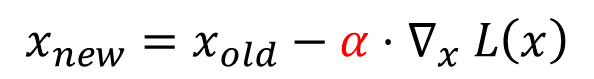 x_new = x_old − α · ∇_x L(x)